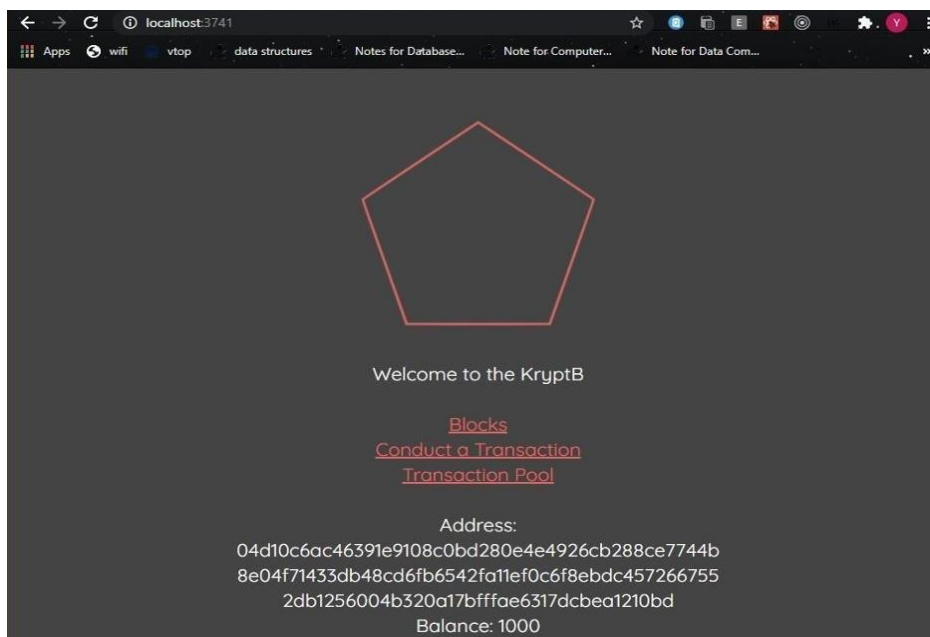 localhost:3741
Apps wifi vtop data structures Notes for Database... Note for Computer... Note for Data Com... »
Welcome to the KryptB
Blocks
Conduct a Transaction
Transaction Pool
Address:
04d10c6ac46391e9108c0bd280e4e4926cb288ce7744b
8e04f71433db48cd6fb6542fa11ef0c6f8ebdc457266755
2db1256004b320a17bfffae6317dcbea1210bd
Balance: 1000